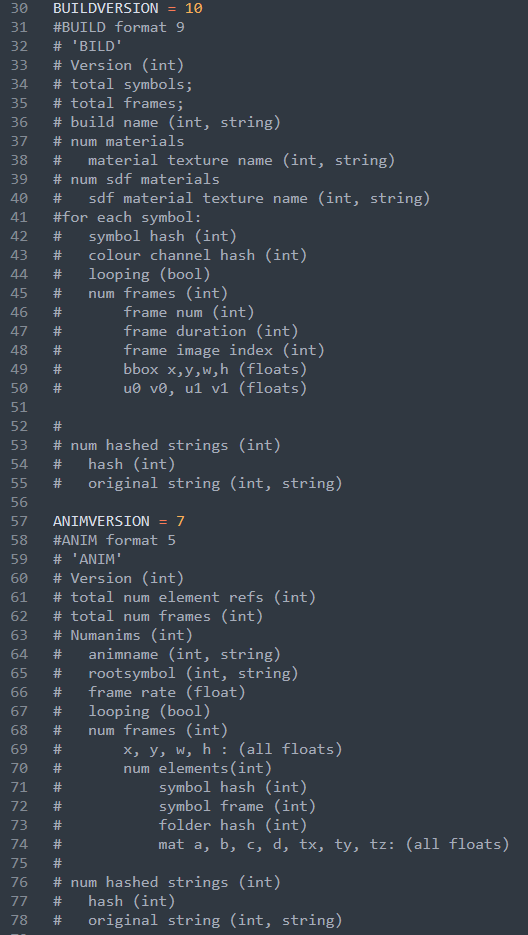 30 BUILDVERSION = 10
31 #BUILD format 9
32 # 'BILD'
33 # Version (int)
34 # total symbols;
35 # total frames;
36 # build name (int, string)
37 # num materials
38 #   material texture name (int, string)
39 # num sdf materials
40 #   sdf material texture name (int, string)
41 #for each symbol:
42 #   symbol hash (int)
43 #   colour channel hash (int)
44 #   looping (bool)
45 #   num frames (int)
46 #       frame num (int)
47 #       frame duration (int)
48 #       frame image index (int)
49 #       bbox x,y,w,h (floats)
50 #       u0 v0, u1 v1 (floats)
51
52 #
53 # num hashed strings (int)
54 #   hash (int)
55 #   original string (int, string)
56
57 ANIMVERSION = 7
58 #ANIM format 5
59 # 'ANIM'
60 # Version (int)
61 # total num element refs (int)
62 # total num frames (int)
63 # Numanims (int)
64 #   animname (int, string)
65 #   rootsymbol (int, string)
66 #   frame rate (float)
67 #   looping (bool)
68 #   num frames (int)
69 #       x, y, w, h : (all floats)
70 #       num elements(int)
71 #           symbol hash (int)
72 #           symbol frame (int)
73 #           folder hash (int)
74 #           mat a, b, c, d, tx, ty, tz: (all floats)
75 #
76 # num hashed strings (int)
77 #   hash (int)
78 #   original string (int, string)